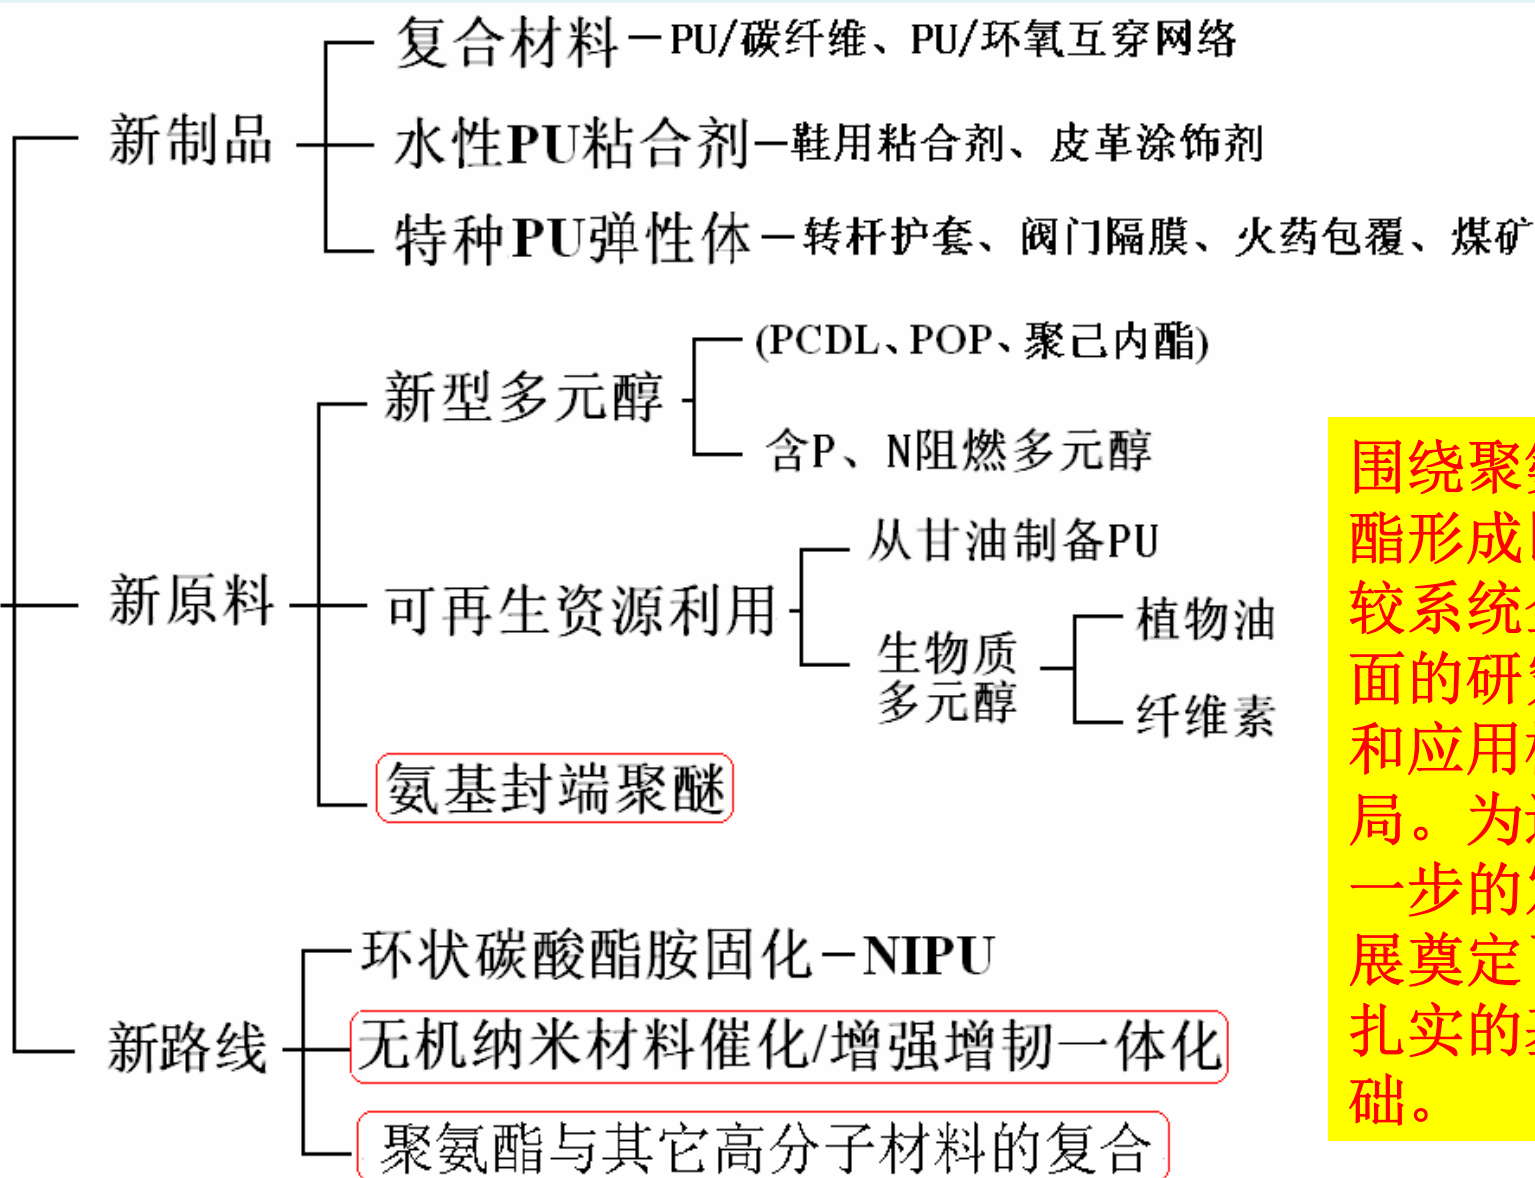 复合材料－PU/碳纤维、PU/环氧互穿网络
新制品
水性PU粘合剂－鞋用粘合剂、皮革涂饰剂
特种PU弹性体－转杆护套、阀门隔膜、火药包覆、煤矿
(PCDL、POP、聚己内酯)
新型多元醇
含P、N阻燃多元醇
从甘油制备PU
新原料
可再生资源利用
植物油
生物质
多元醇
纤维素
氨基封端聚醚
环状碳酸酯胺固化－NIPU
新路线
无机纳米材料催化/增强增韧一体化
聚氨酯与其它高分子材料的复合
围绕聚
酯形成
较系统
面的研
和应用
局。为
一步的
展奠定
扎实的
础。